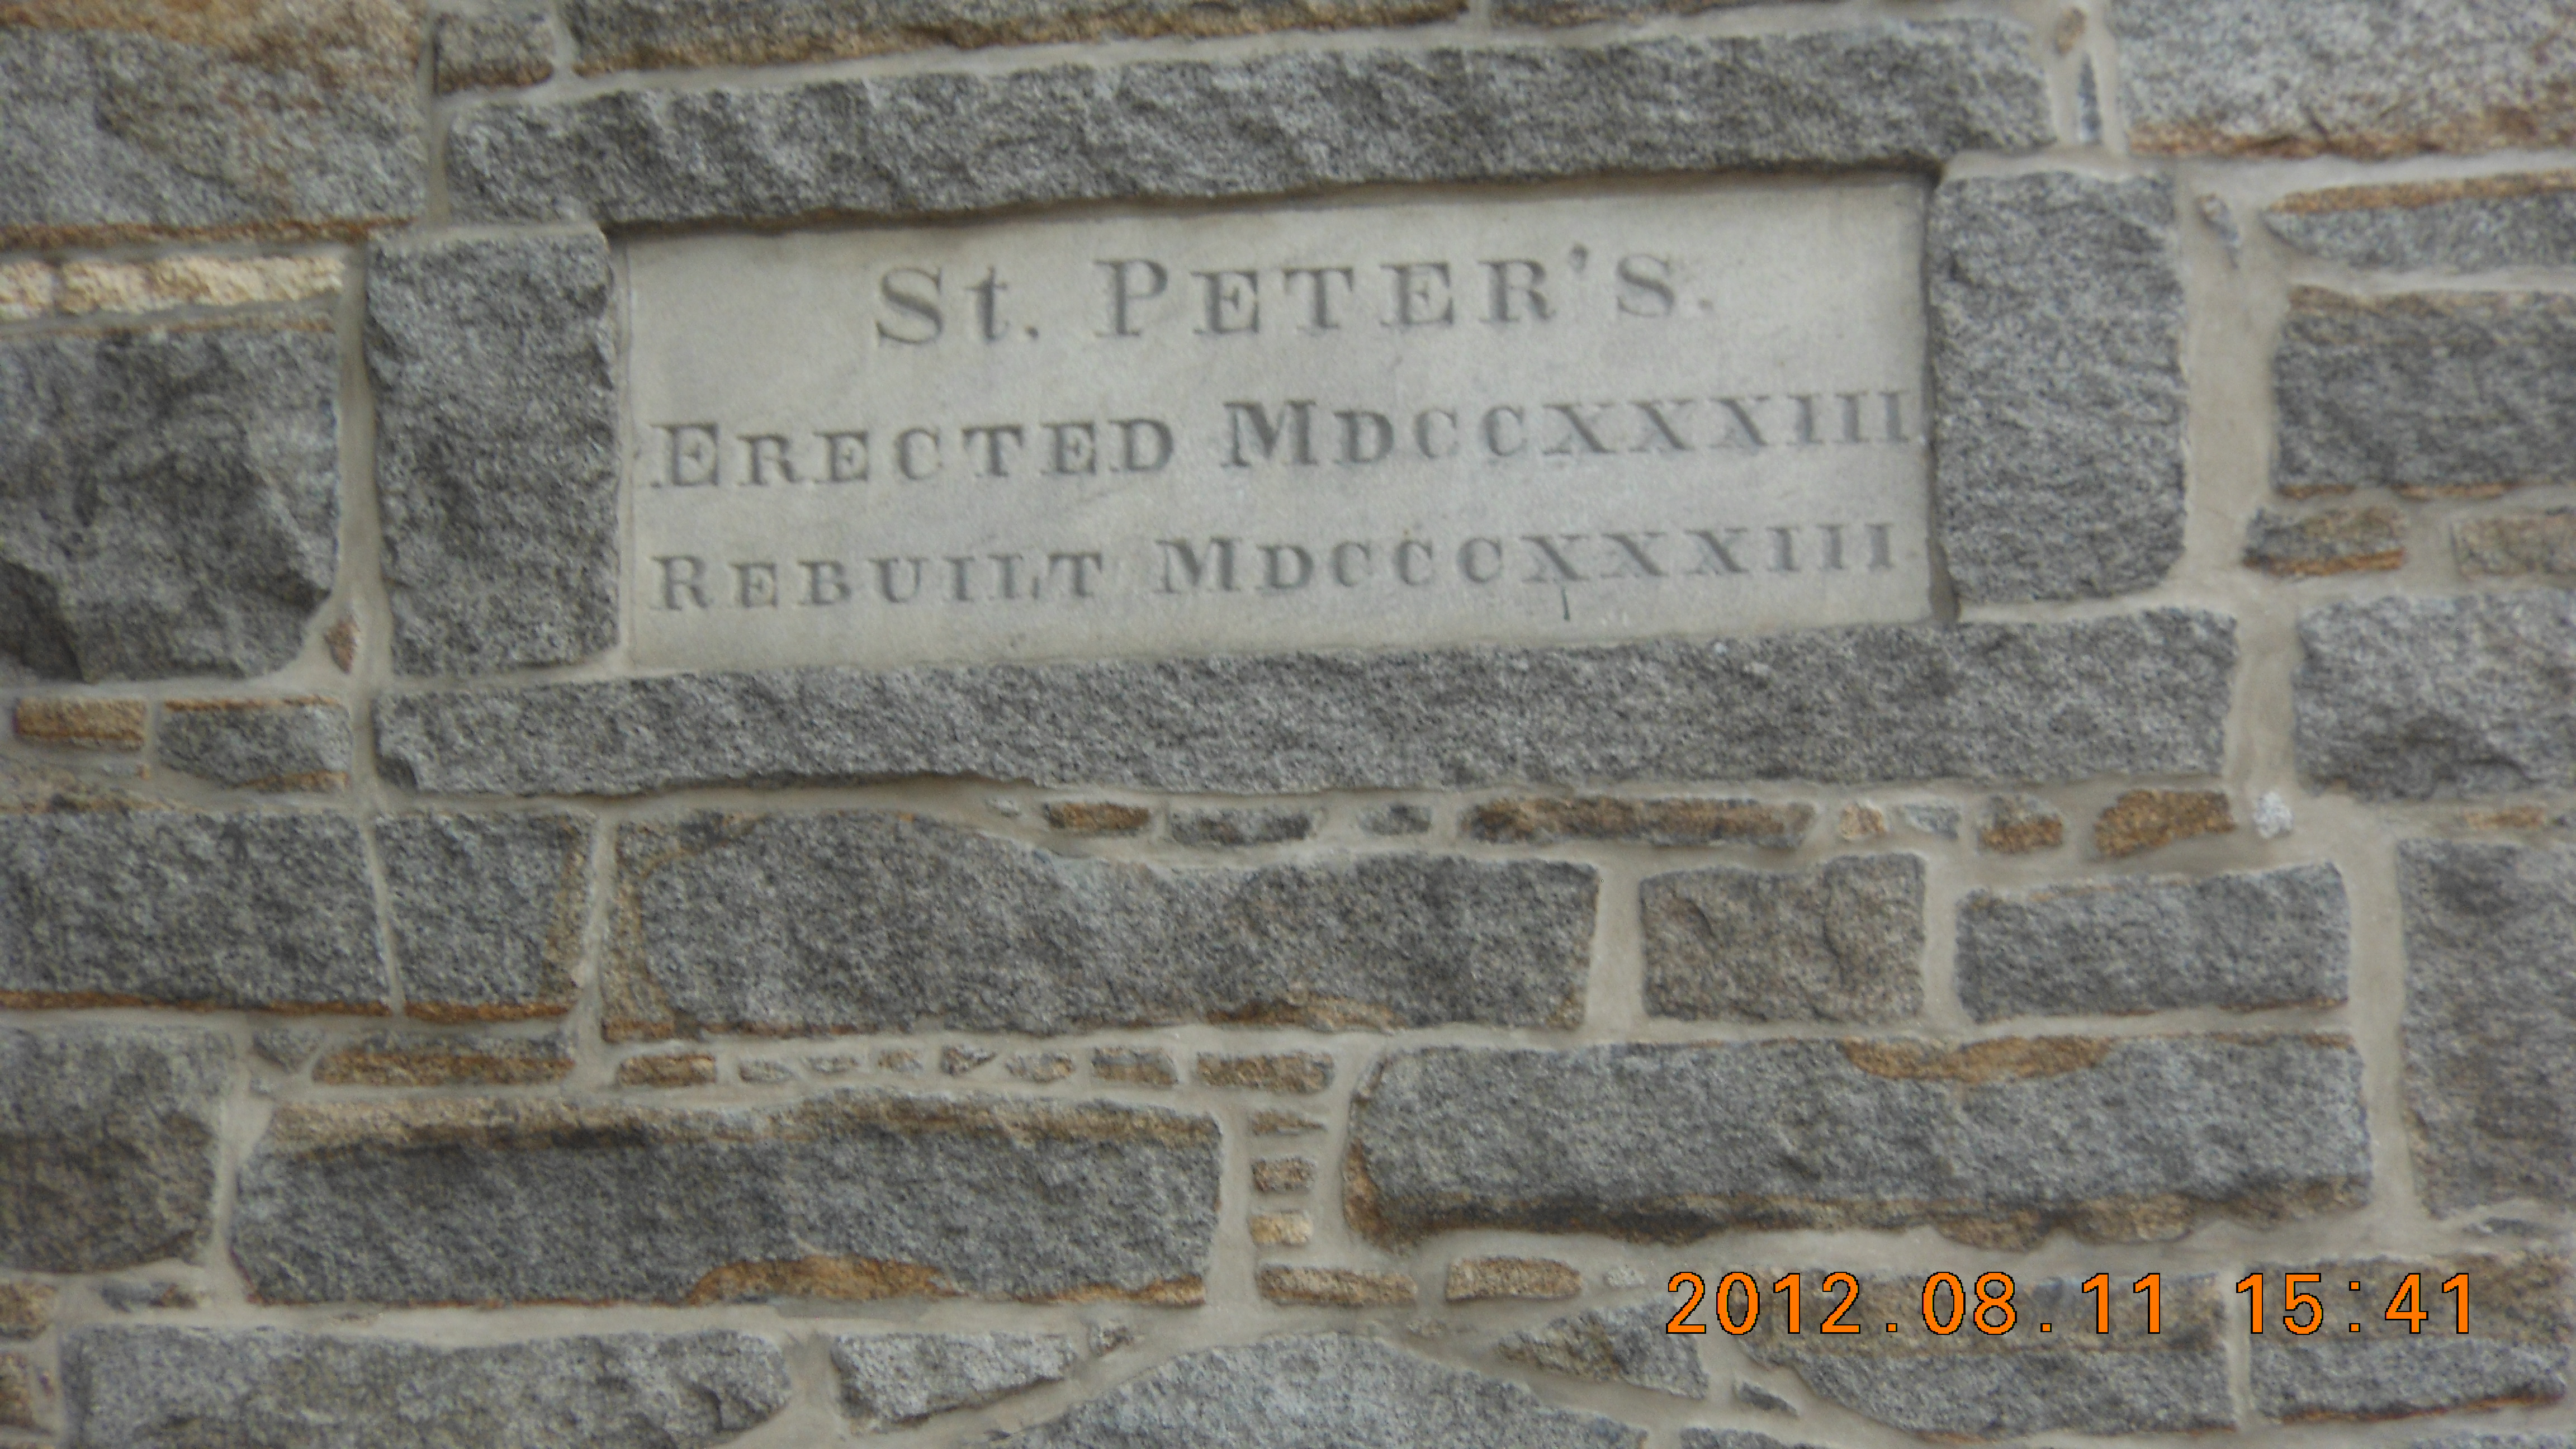 St. PETER'S.
ERECTED MDCCXXXIII
REBUILT MDCCCXXXIII
2012.08.11 15:41